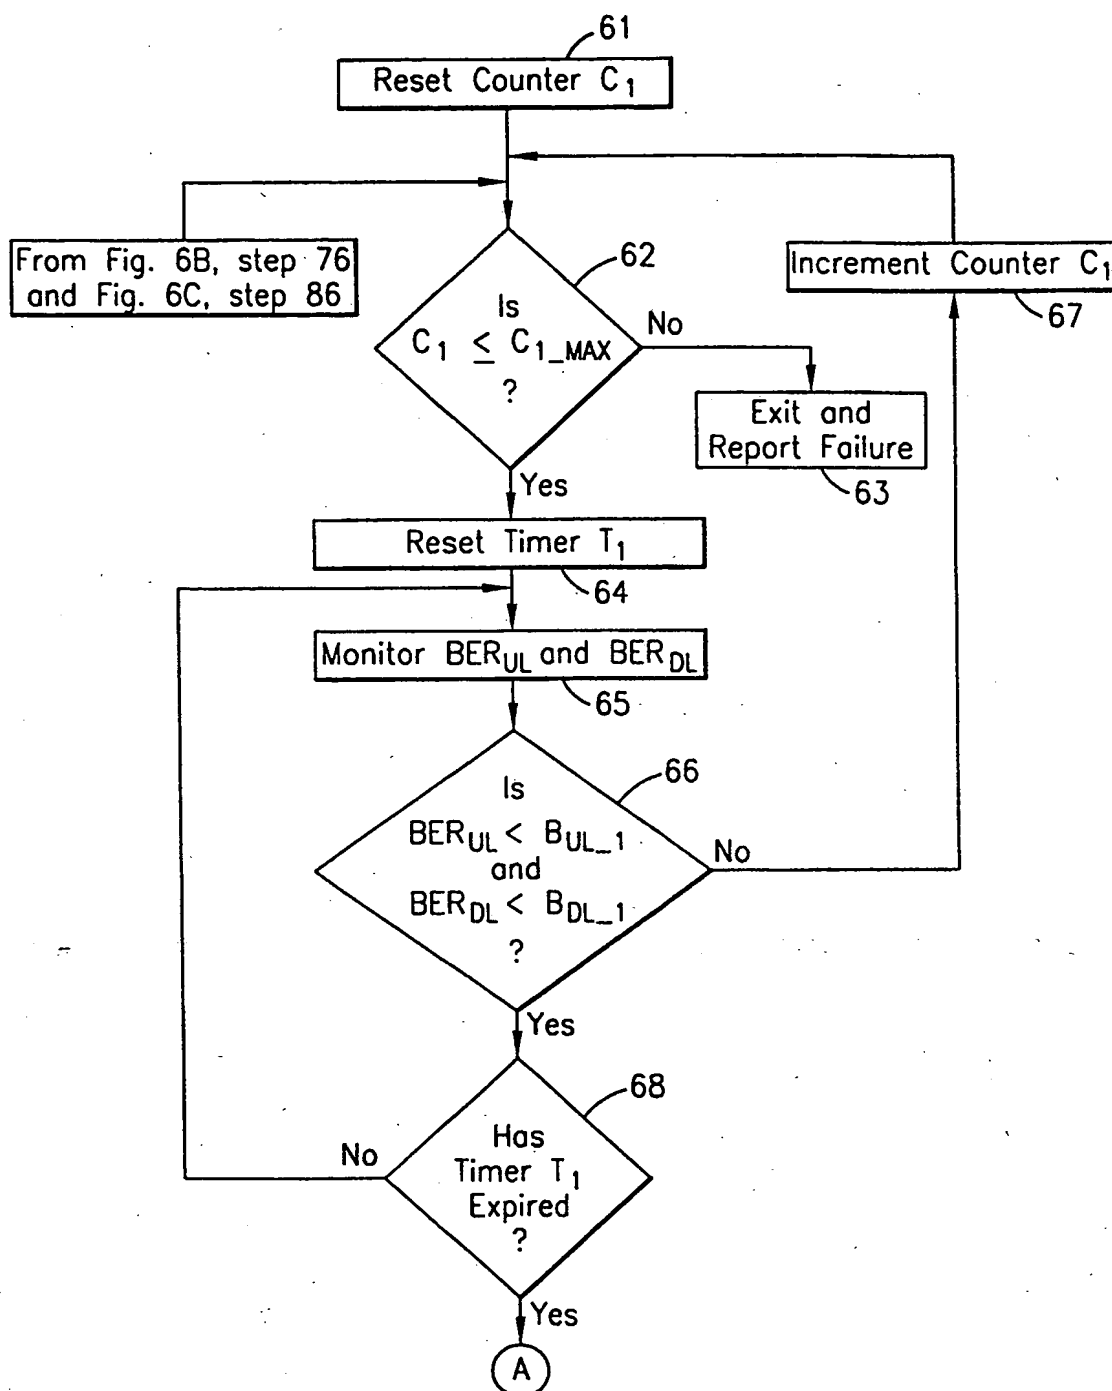 61
Reset Counter C1
From Fig. 6B, step 76
and Fig. 6C, step 86
62
Is
C1 ≤ C1_MAX
?
No
Increment Counter C1
67
Exit and
Report Failure
63
Yes
Reset Timer T1
64
Monitor BERUL and BERDL
65
66
Is
BERUL < BUL_1
and
BERDL < BDL_1
?
No
Yes
68
Has
Timer T1
Expired
?
No
Yes
A